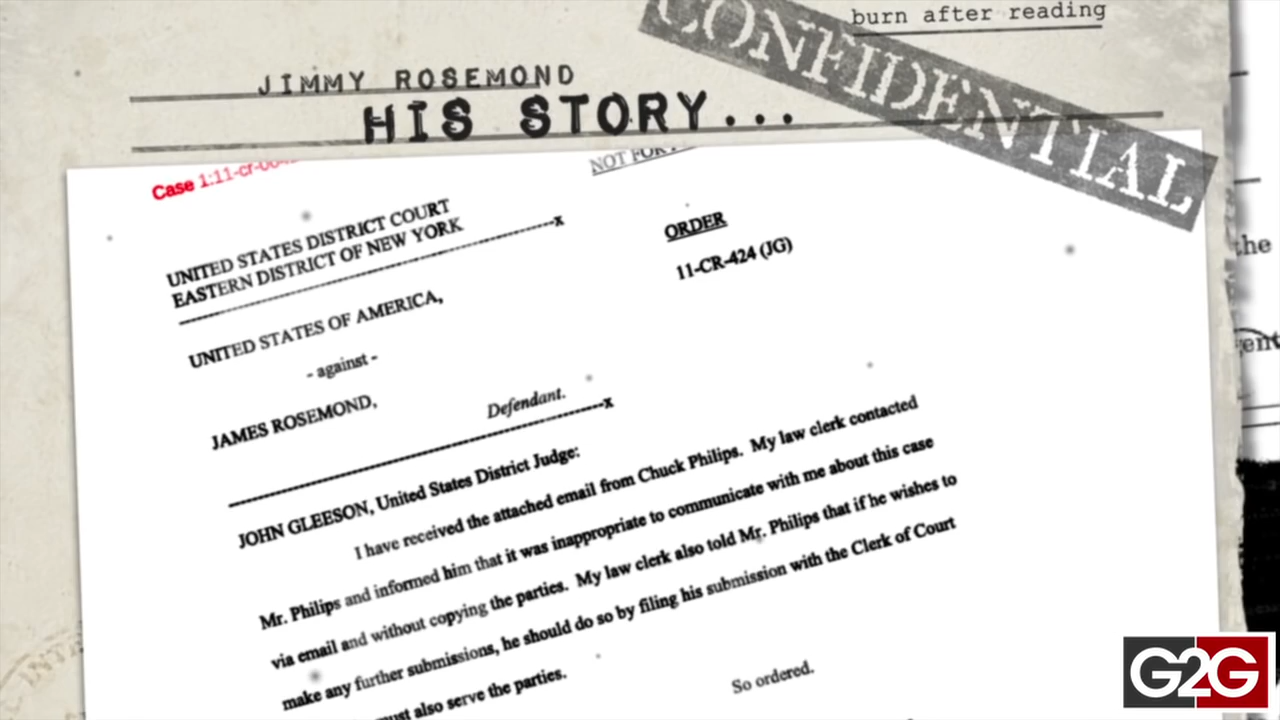 burn after reading
CONFIDENTIAL
JIMMY ROSEMOND
HIS STORY...
Case 1:11-cr-
NOT FOR
UNITED STATES DISTRICT COURT
EASTERN DISTRICT OF NEW YORK
-x
ORDER
11-CR-424 (JG)
UNITED STATES OF AMERICA,
- against -
JAMES ROSEMOND,
Defendant.
-x
JOHN GLEESON, United States District Judge:
I have received the attached email from Chuck Philips. My law clerk contacted
Mr. Philips and informed him that it was inappropriate to communicate with me about this case
via email and without copying the parties. My law clerk also told Mr. Philips that if he wishes to
make any further submissions, he should do so by filing his submission with the Clerk of Court
must also serve the parties.
So ordered.
the
G2G